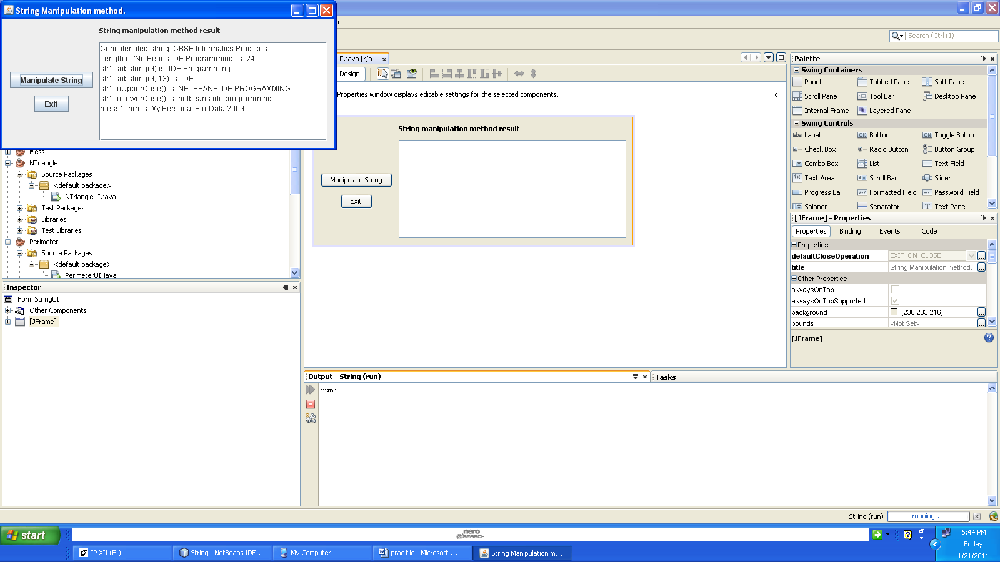 String Manipulation method.
String manipulation method result
Concatenated string: CBSE Informatics Practices
Length of 'NetBeans IDE Programming' is: 24
str1.substring(9) is: IDE Programming
str1.substring(9, 13) is: IDE
str1.toUpperCase() is: NETBEANS IDE PROGRAMMING
str1.toLowerCase() is: netbeans ide programming
mess1 trim is: My Personal Bio-Data 2009
Manipulate String
Exit
Search (Ctrl+I)
UI.java [r/o]
Design
Properties window displays editable settings for the selected components.
x
String manipulation method result
Manipulate String
Exit
Mess
NTriangle
Source Packages
<default package>
NTriangleUI.java
Test Packages
Libraries
Test Libraries
Perimeter
Source Packages
<default package>
PerimeterUI.java
Inspector
Form StringUI
Other Components
[JFrame]
Palette
Swing Containers
Panel Tabbed Pane Split Pane
Scroll Pane Tool Bar Desktop Pane
Internal Frame Layered Pane
Swing Controls
label Label OK Button ON Toggle Button
Check Box Radio Button Button Group
Combo Box List Text Field
Text Area Scroll Bar Slider
Progress Bar Formatted Field Password Field
Spinner Separator Text Pane
[JFrame] - Properties
Properties Binding Events Code
Properties
defaultCloseOperation EXIT_ON_CLOSE
title String Manipulation method.
Other Properties
alwaysOnTop
alwaysOnTopSupported
background [236,233,216]
bounds <Not Set>
[JFrame]
Output - String (run)
Tasks
run:
String (run) running...
start
nero
SEARCH
IP XII (F:)
String - NetBeans IDE...
My Computer
prac file - Microsoft ...
String Manipulation m...
6:44 PM
Friday
1/21/2011